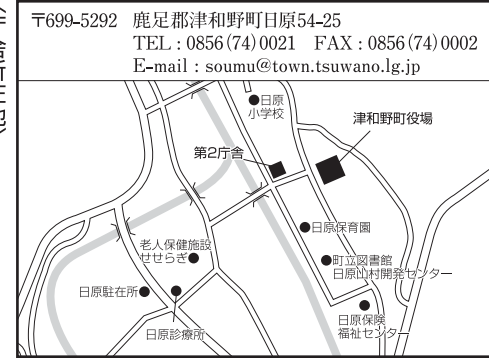 〒699-5292 鹿足郡津和野町日原54-25
TEL : 0856(74)0021 FAX : 0856(74)0002
E-mail : soumu@town.tsuwano.lg.jp
日原
小学校
津和野町役場
第2庁舎
日原保育園
老人保健施設
せせらぎ
町立図書館
日原山村開発センター
日原駐在所
日原診療所
日原保険
福祉センター